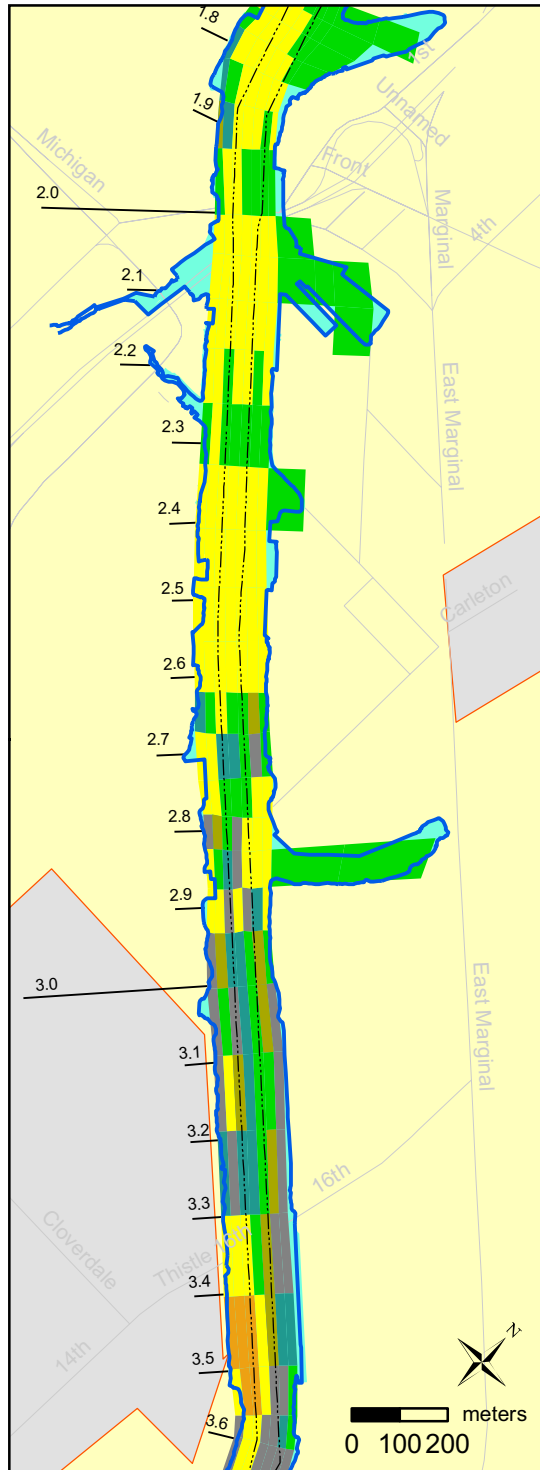 1.8
1st
1.9
Unnamed
Michigan
Front
2.0
Marginal
4th
2.1
2.2
East Marginal
2.3
2.4
2.5
Carleton
2.6
2.7
2.8
2.9
3.0
East Marginal
3.1
3.2
16th
3.3
Cloverdale
Thistle 16th
3.4
14th
3.5
N
3.6
meters
0 100 200